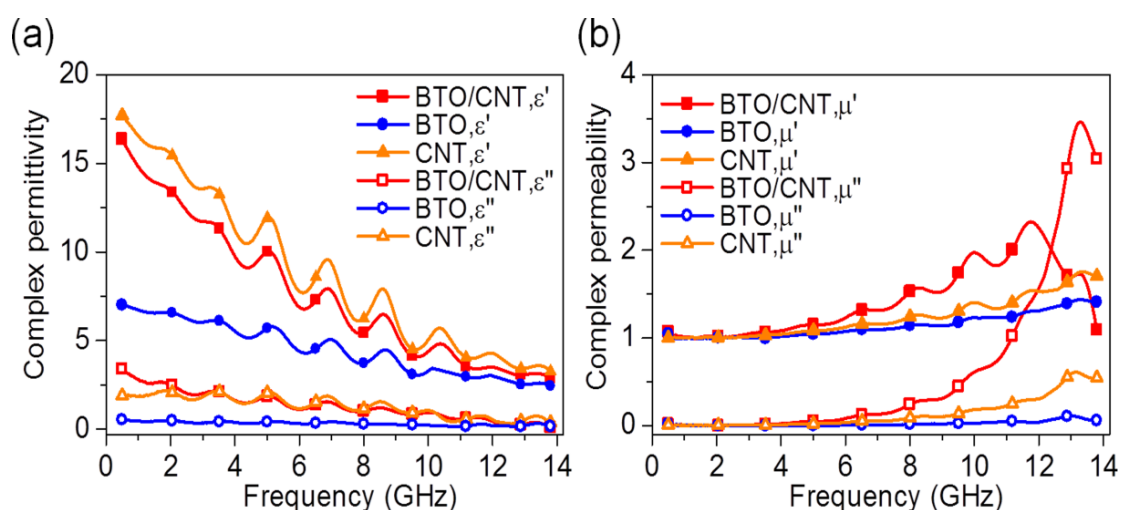 (a)
Complex permittivity
20
15
10
5
0
BTO/CNT,ε'
BTO,ε'
CNT,ε'
BTO/CNT,ε"
BTO,ε"
CNT,ε"
0 2 4 6 8 10 12 14
Frequency (GHz)
(b)
Complex permeability
4
3
2
1
0
BTO/CNT,μ'
BTO,μ'
CNT,μ'
BTO/CNT,μ"
BTO,μ"
CNT,μ"
0 2 4 6 8 10 12 14
Frequency (GHz)